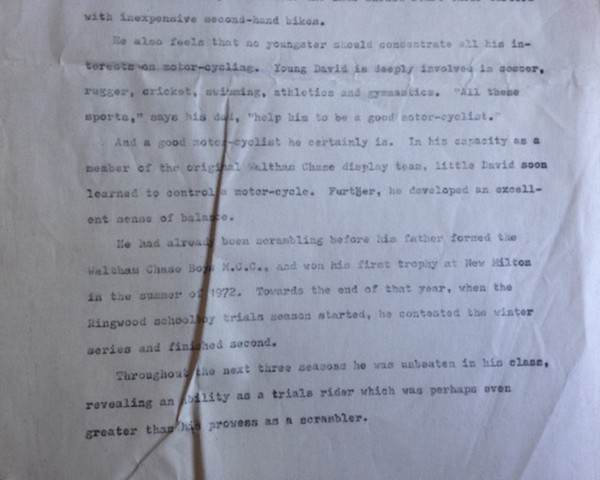 with inexpensive second-hand bikes.
He also feels that no youngster should concentrate all his in-
terests on motor-cycling. Young David is deeply involved in soccer,
rugger, cricket, swimming, athletics and gymnastics. "All these
sports," says his dad, "help him to be a good motor-cyclist."
And a good motor-cyclist he certainly is. In his capacity as a
member of the original Waltham Chase display team, little David soon
learned to control a motor-cycle. Further, he developed an excell-
ent sense of balance.
He had already been scrambling before his father formed the
Waltham Chase Boys M.C.C., and won his first trophy at New Milton
in the summer of 1972. Towards the end of that year, when the
Ringwood schoolboy trials season started, he contested the winter
series and finished second.
Throughout the next three seasons he was unbeaten in his class,
revealing an ability as a trials rider which was perhaps even
greater than his prowess as a scrambler.